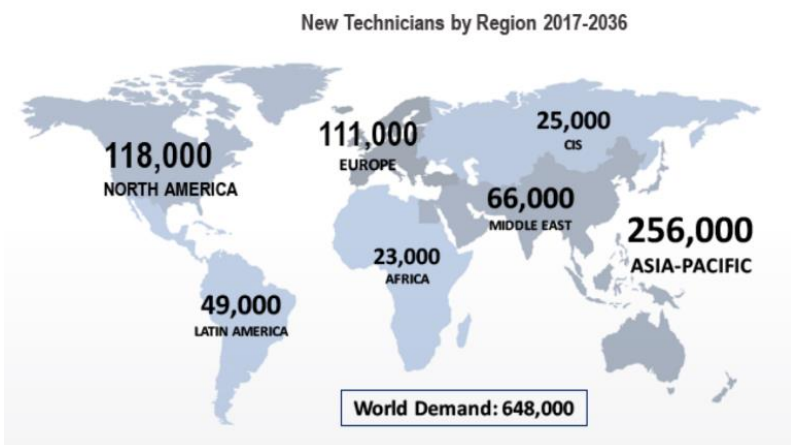 New Technicians by Region 2017-2036
118,000
NORTH AMERICA
111,000
EUROPE
25,000
CIS
66,000
MIDDLE EAST
256,000
ASIA-PACIFIC
23,000
AFRICA
49,000
LATIN AMERICA
World Demand: 648,000